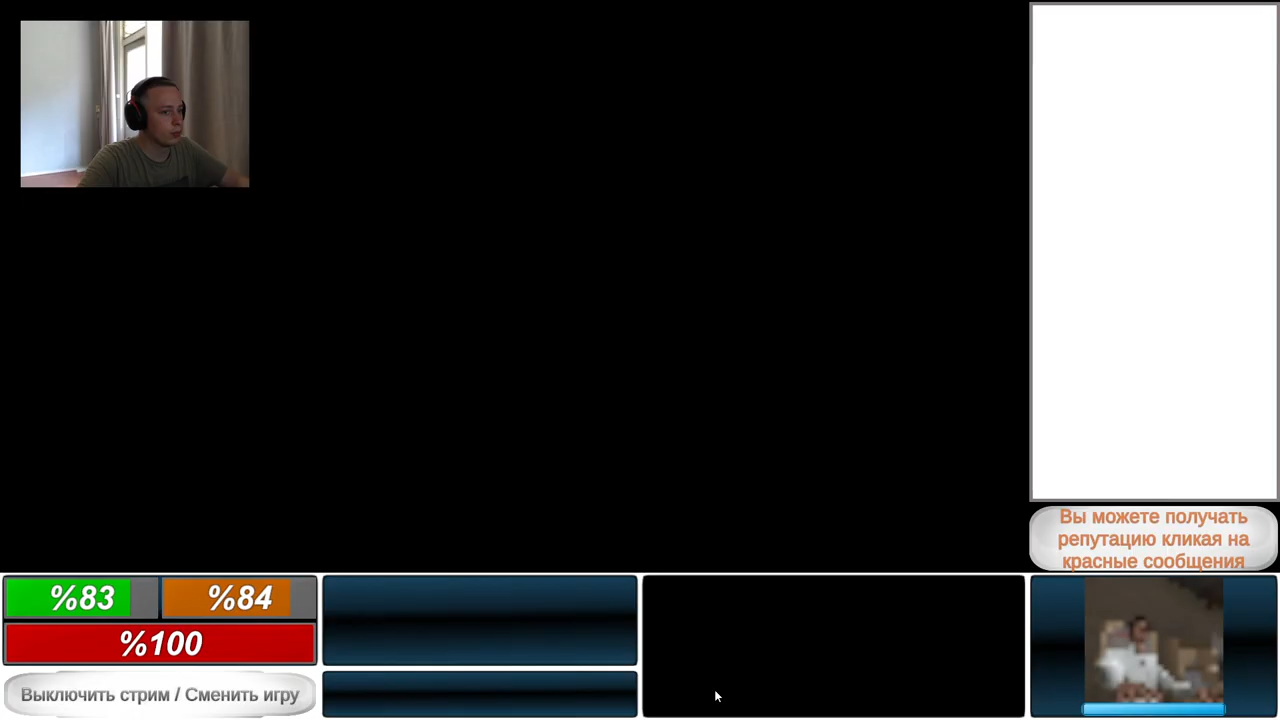 Вы можете получать
репутацию кликая на
красные сообщения
%83
%84
%100
Выключить стрим / Сменить игру